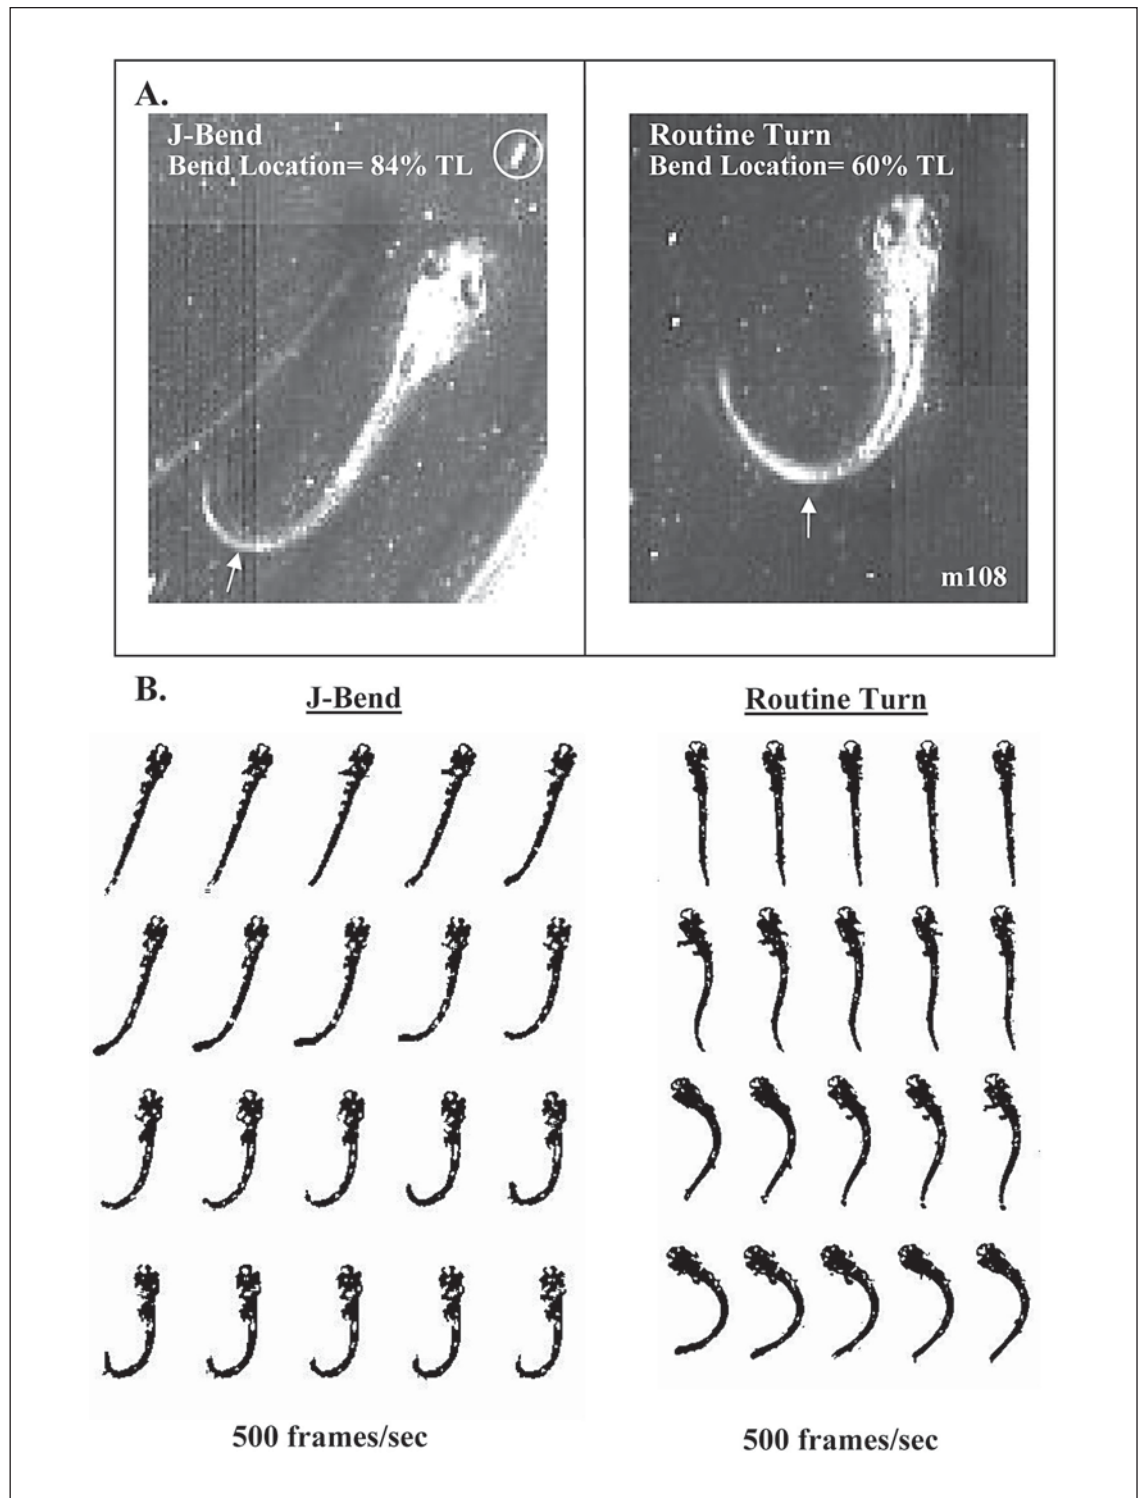 A.
J-Bend
Bend Location= 84% TL
Routine Turn
Bend Location= 60% TL
m108
B.
J-Bend
Routine Turn
500 frames/sec
500 frames/sec